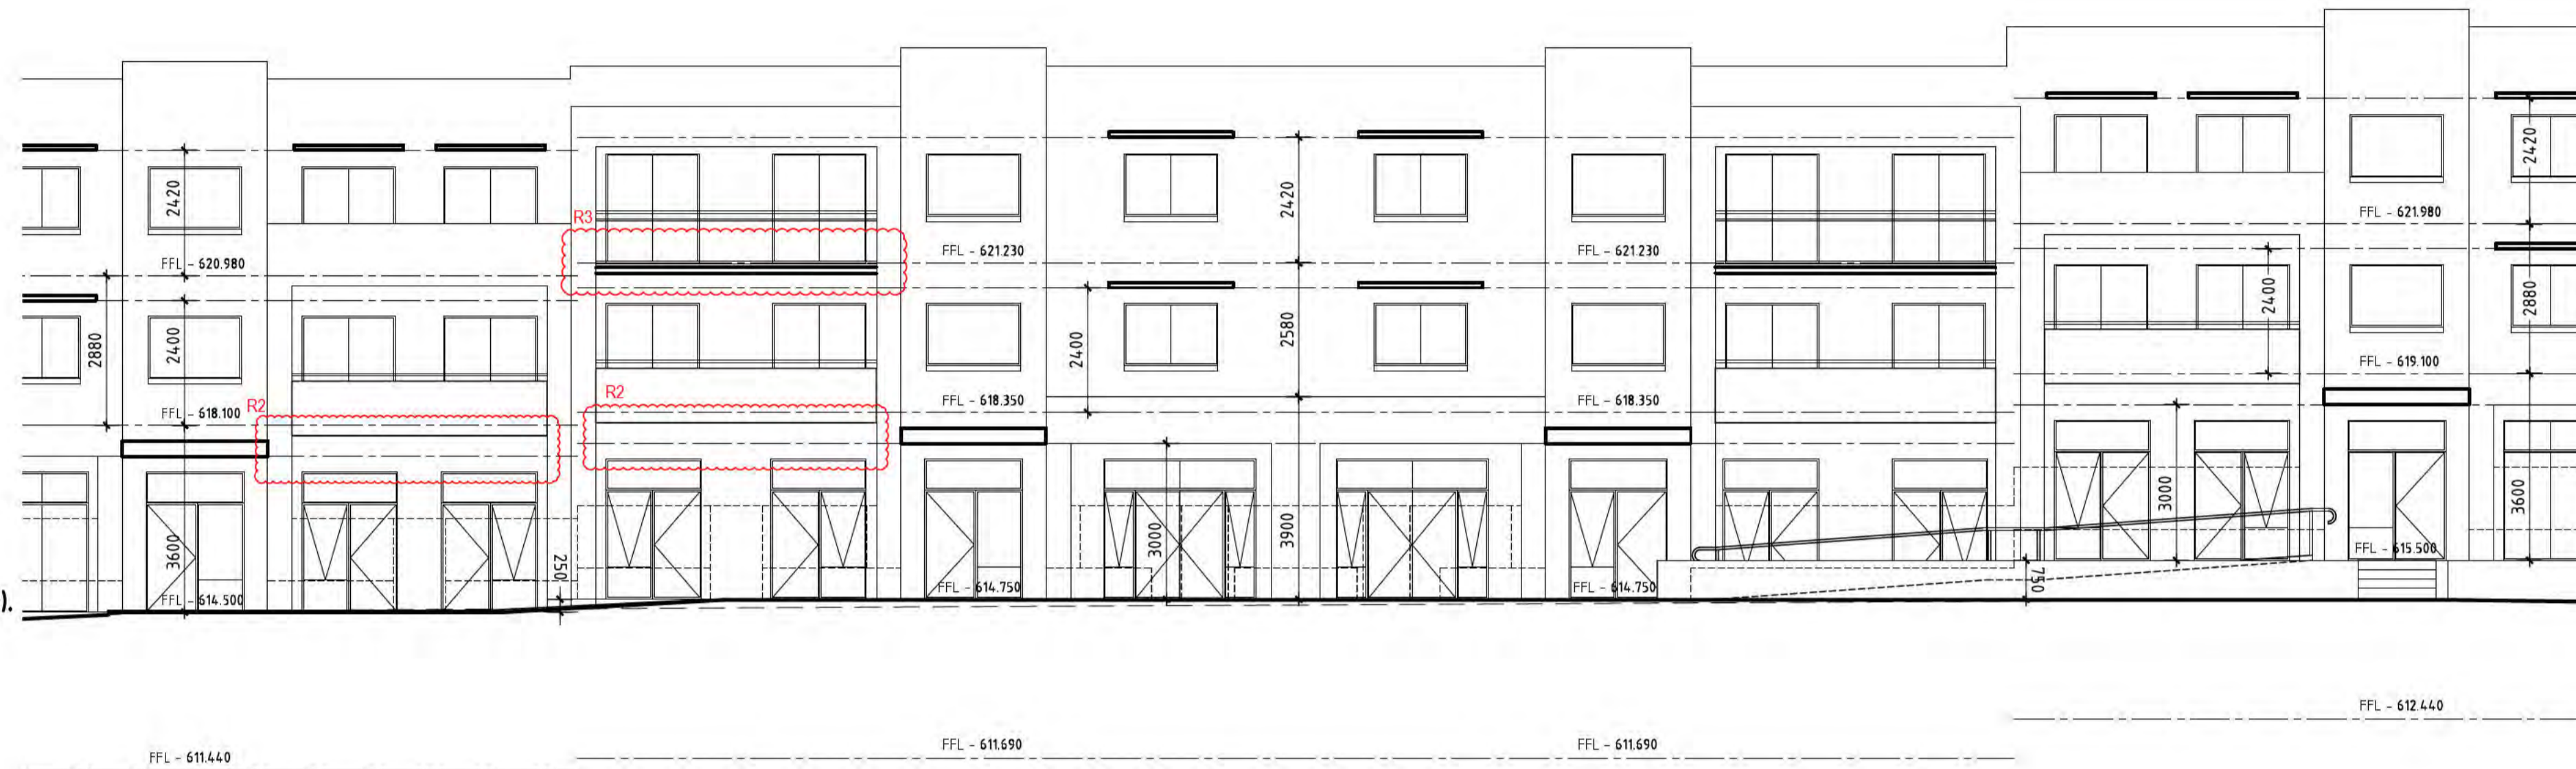 2420
FFL - 620.980
2880
2400
FFL - 618.100
3600
FFL - 614.500
R2
R3
R2
250
FFL - 621.230
FFL - 618.350
FFL - 614.750
2400
3000
2420
2580
3900
FFL - 621.230
FFL - 618.350
FFL - 614.750
750
3000
2400
FFL - 621.980
FFL - 619.100
FFL - 615.500
2420
2880
3600
).
FFL - 611.440
FFL - 611.690
FFL - 611.690
FFL - 612.440